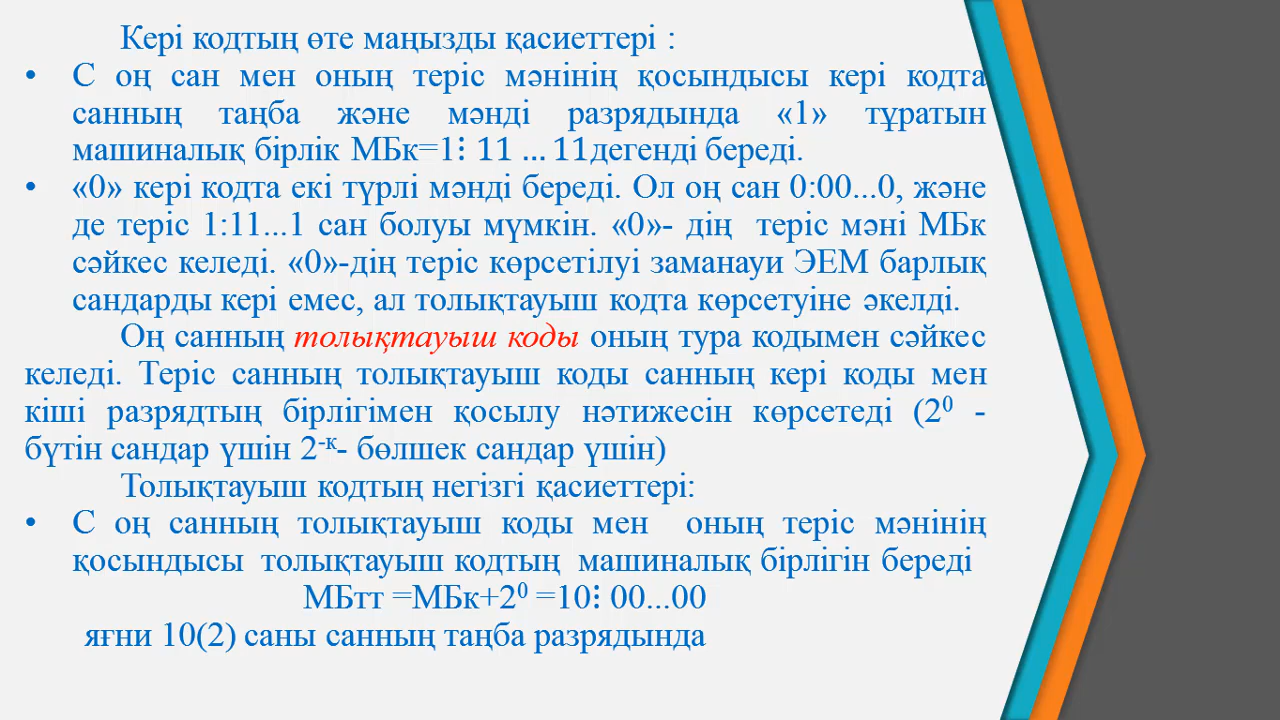 Кері кодтың өте маңызды қасиеттері :
• С оң сан мен оның теріс мәнінің қосындысы кері кодта
санның таңба және мәнді разрядында «1» тұратын
машиналық бірлік МБк=1⁝ 11 … 11дегенді береді.
• «0» кері кодта екі түрлі мәнді береді. Ол оң сан 0:00...0, және
де теріс 1:11...1 сан болуы мүмкін. «0»- дің теріс мәні МБк
сәйкес келеді. «0»-дің теріс көрсетілуі заманауи ЭЕМ барлық
сандарды кері емес, ал толықтауыш кодта көрсетуіне әкелді.
Оң санның толықтауыш коды оның тура кодымен сәйкес
келеді. Теріс санның толықтауыш коды санның кері коды мен
кіші разрядтың бірлігімен қосылу нәтижесін көрсетеді (2⁰ -
бүтін сандар үшін 2⁻ᴷ- бөлшек сандар үшін)
Толықтауыш кодтың негізгі қасиеттері:
• С оң санның толықтауыш коды мен оның теріс мәнінің
қосындысы толықтауыш кодтың машиналық бірлігін береді
МБтт =МБк+2⁰ =10⁝ 00...00
яғни 10(2) саны санның таңба разрядында